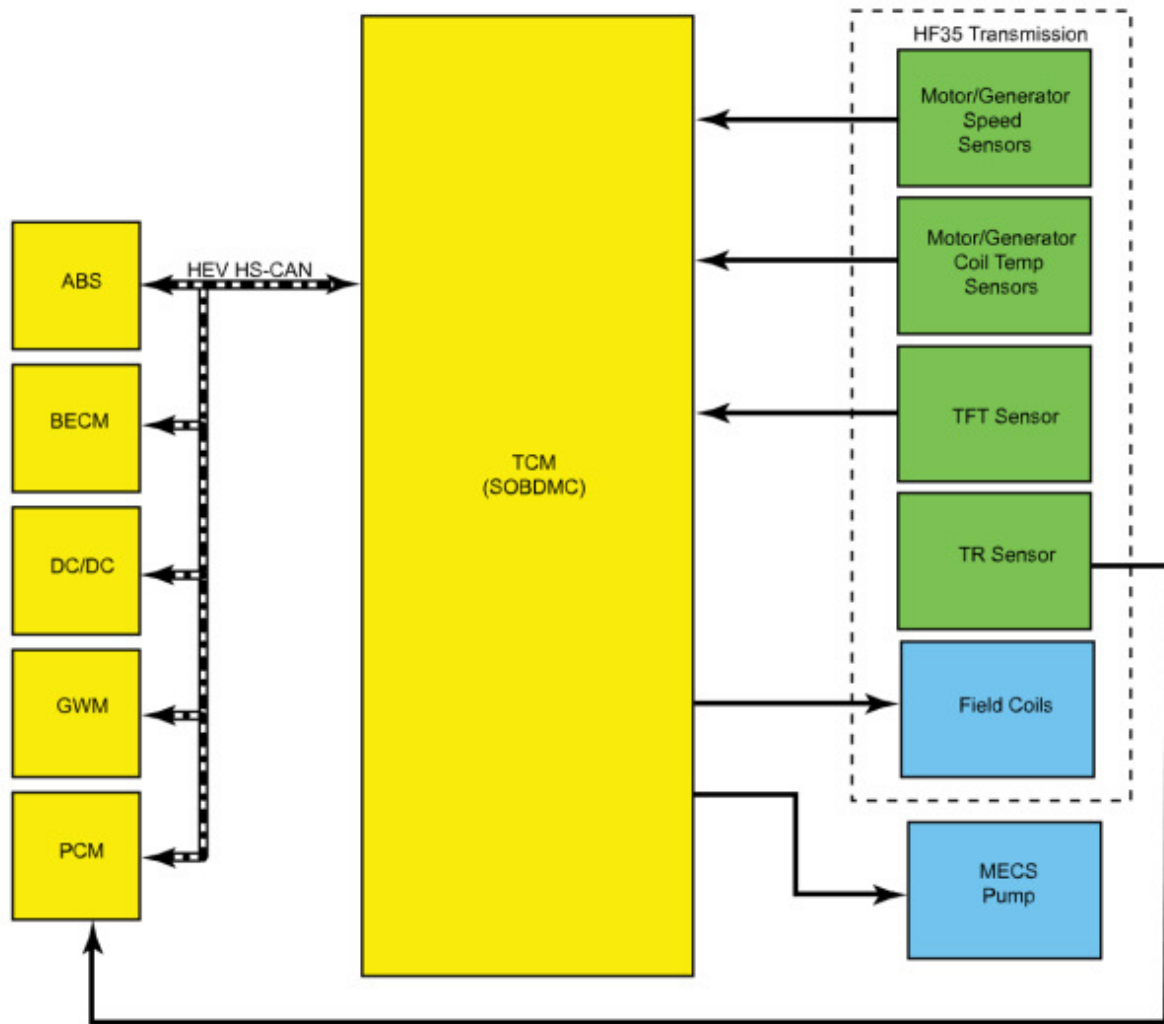 HF35 Transmission
Motor/Generator
Speed
Sensors
Motor/Generator
Coil Temp
Sensors
TFT Sensor
TR Sensor
Field Coils
MECS
Pump
TCM
(SOBDMC)
HEV HS-CAN
ABS
BECM
DC/DC
GWM
PCM